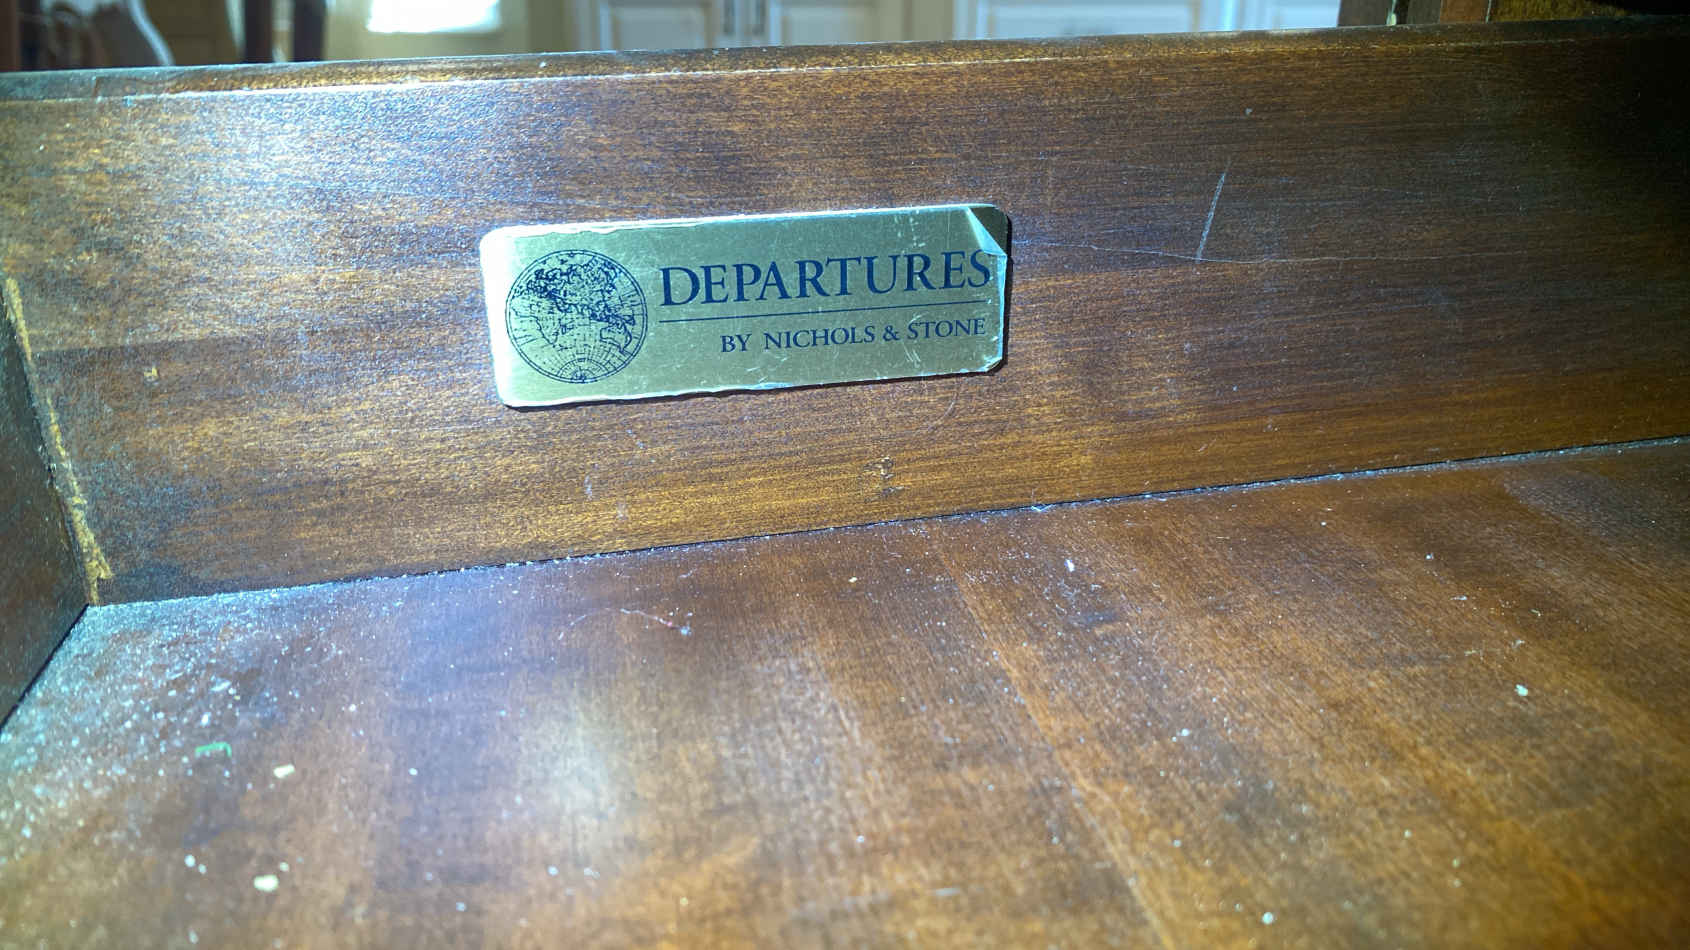 DEPARTURES
BY NICHOLS & STONE